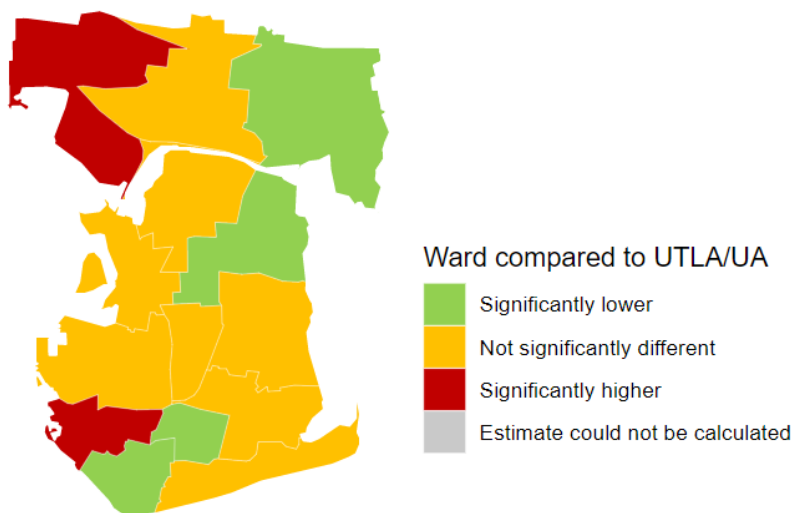 Ward compared to UTLA/UA
Significantly lower
Not significantly different
Significantly higher
Estimate could not be calculated